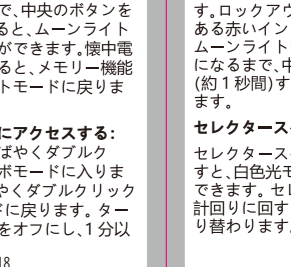 で、中央のボタンを
ると、ムーンライト
ができます。懐中電
ると、メモリー機能
トモードに戻りま
にアクセスする：
ばやくダブルク
ボモードに入りま
やくダブルクリック
ドに戻ります。ター
をオフにし、1分以
18
す。ロックアウ
ある赤いイン
ムーンライト
になるまで、中
(約1秒間)す
ます。
セレクタース
セレクタース
すと、白色光モ
できます。セレ
計回りに回す
り替わります。